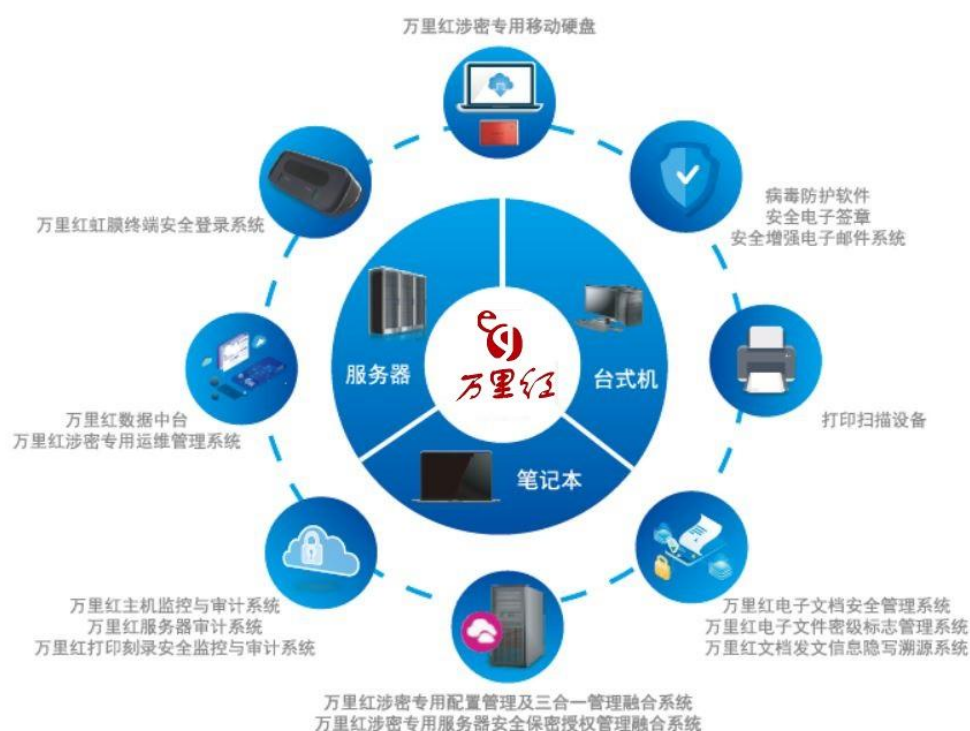 万里红涉密专用移动硬盘
病毒防护软件
安全电子签章
安全增强电子邮件系统
万里红虹膜终端安全登录系统
服务器
台式机
万里红
笔记本
打印扫描设备
万里红数据中台
万里红涉密专用运维管理系统
万里红主机监控与审计系统
万里红服务器审计系统
万里红打印刻录安全监控与审计系统
万里红电子文档安全管理系统
万里红电子文件密级标志管理系统
万里红文档发文信息隐写溯源系统
万里红涉密专用配置管理及三合一管理融合系统
万里红涉密专用服务器安全保密授权管理融合系统